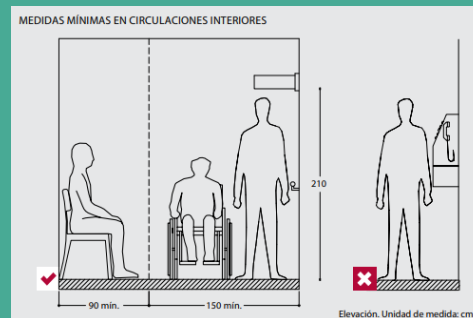 MEDIDAS MÍNIMAS EN CIRCULACIONES INTERIORES
210
90 mín.
150 mín.
Elevación. Unidad de medida: cm